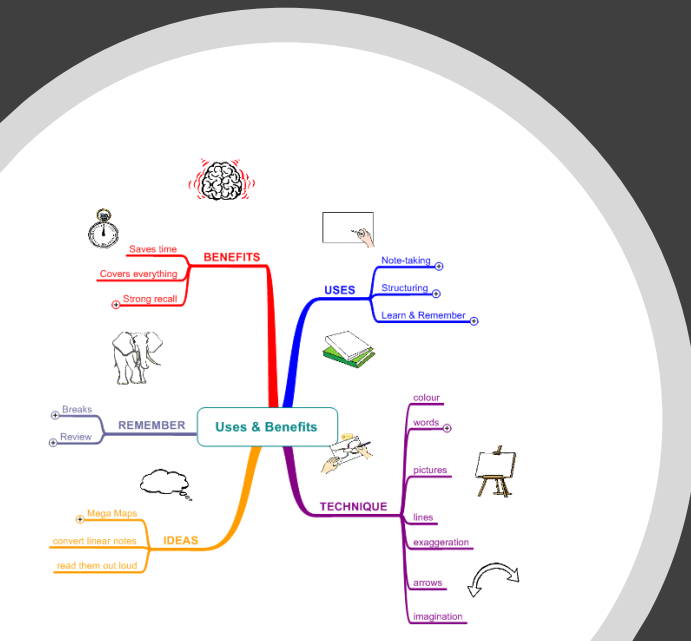 BENEFITS
Saves time
Covers everything
Strong recall
USES
Note-taking
Structuring
Learn & Remember
REMEMBER
Breaks
Review
Uses & Benefits
TECHNIQUE
colour
words
pictures
lines
exaggeration
arrows
imagination
IDEAS
Mega Maps
convert linear notes
read them out loud